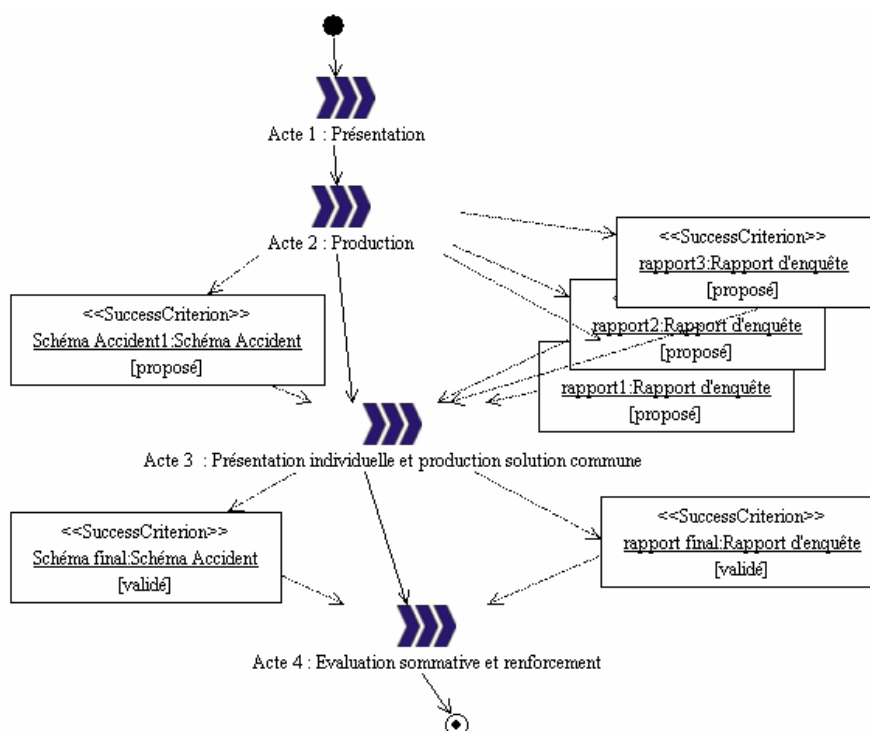 Acte 1 : Présentation
Acte 2 : Production
<<SuccessCriterion>>
rapport3:Rapport d'enquête
[proposé]
rapport2:Rapport d'enquête
[proposé]
rapport1:Rapport d'enquête
[proposé]
<<SuccessCriterion>>
Schéma Accident1:Schéma Accident
[proposé]
Acte 3 : Présentation individuelle et production solution commune
<<SuccessCriterion>>
Schéma final:Schéma Accident
[validé]
<<SuccessCriterion>>
rapport final:Rapport d'enquête
[validé]
Acte 4 : Evaluation sommative et renforcement